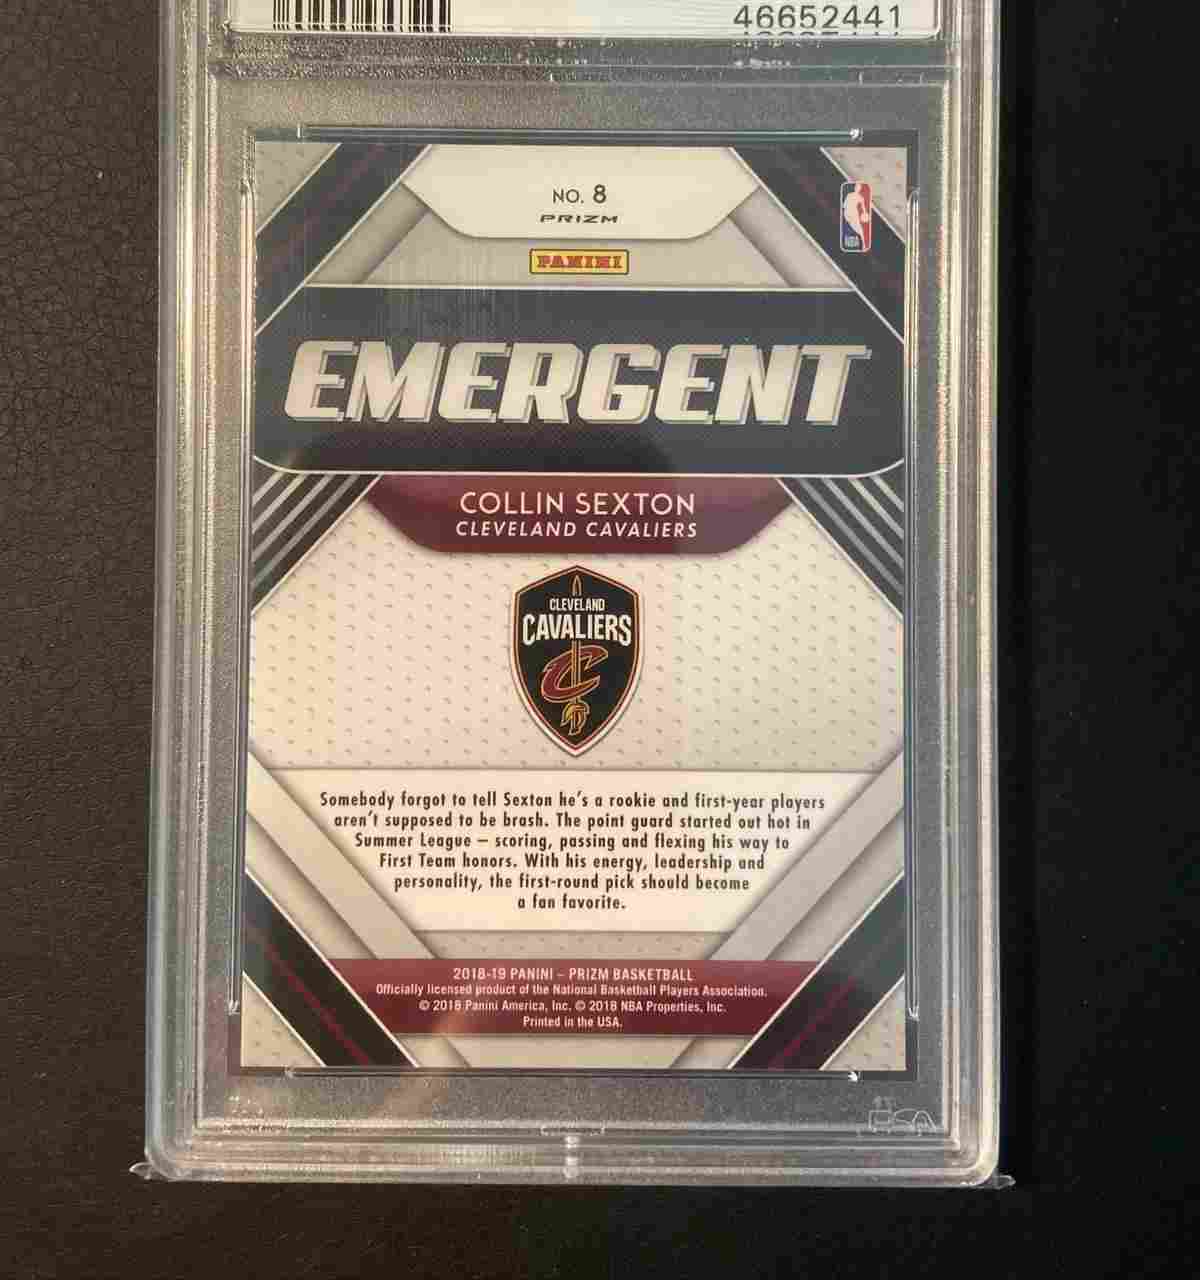 46652441
NO. 8
PRIZM
NBA
PANINI
EMERGENT
COLLIN SEXTON
CLEVELAND CAVALIERS
CLEVELAND
CAVALIERS
C
Somebody forgot to tell Sexton he's a rookie and first-year players
aren't supposed to be brash. The point guard started out hot in
Summer League – scoring, passing and flexing his way to
First Team honors. With his energy, leadership and
personality, the first-round pick should become
a fan favorite.
2018-19 PANINI – PRIZM BASKETBALL
Officially licensed product of the National Basketball Players Association.
© 2018 Panini America, Inc. © 2018 NBA Properties, Inc.
Printed in the USA.
PSA